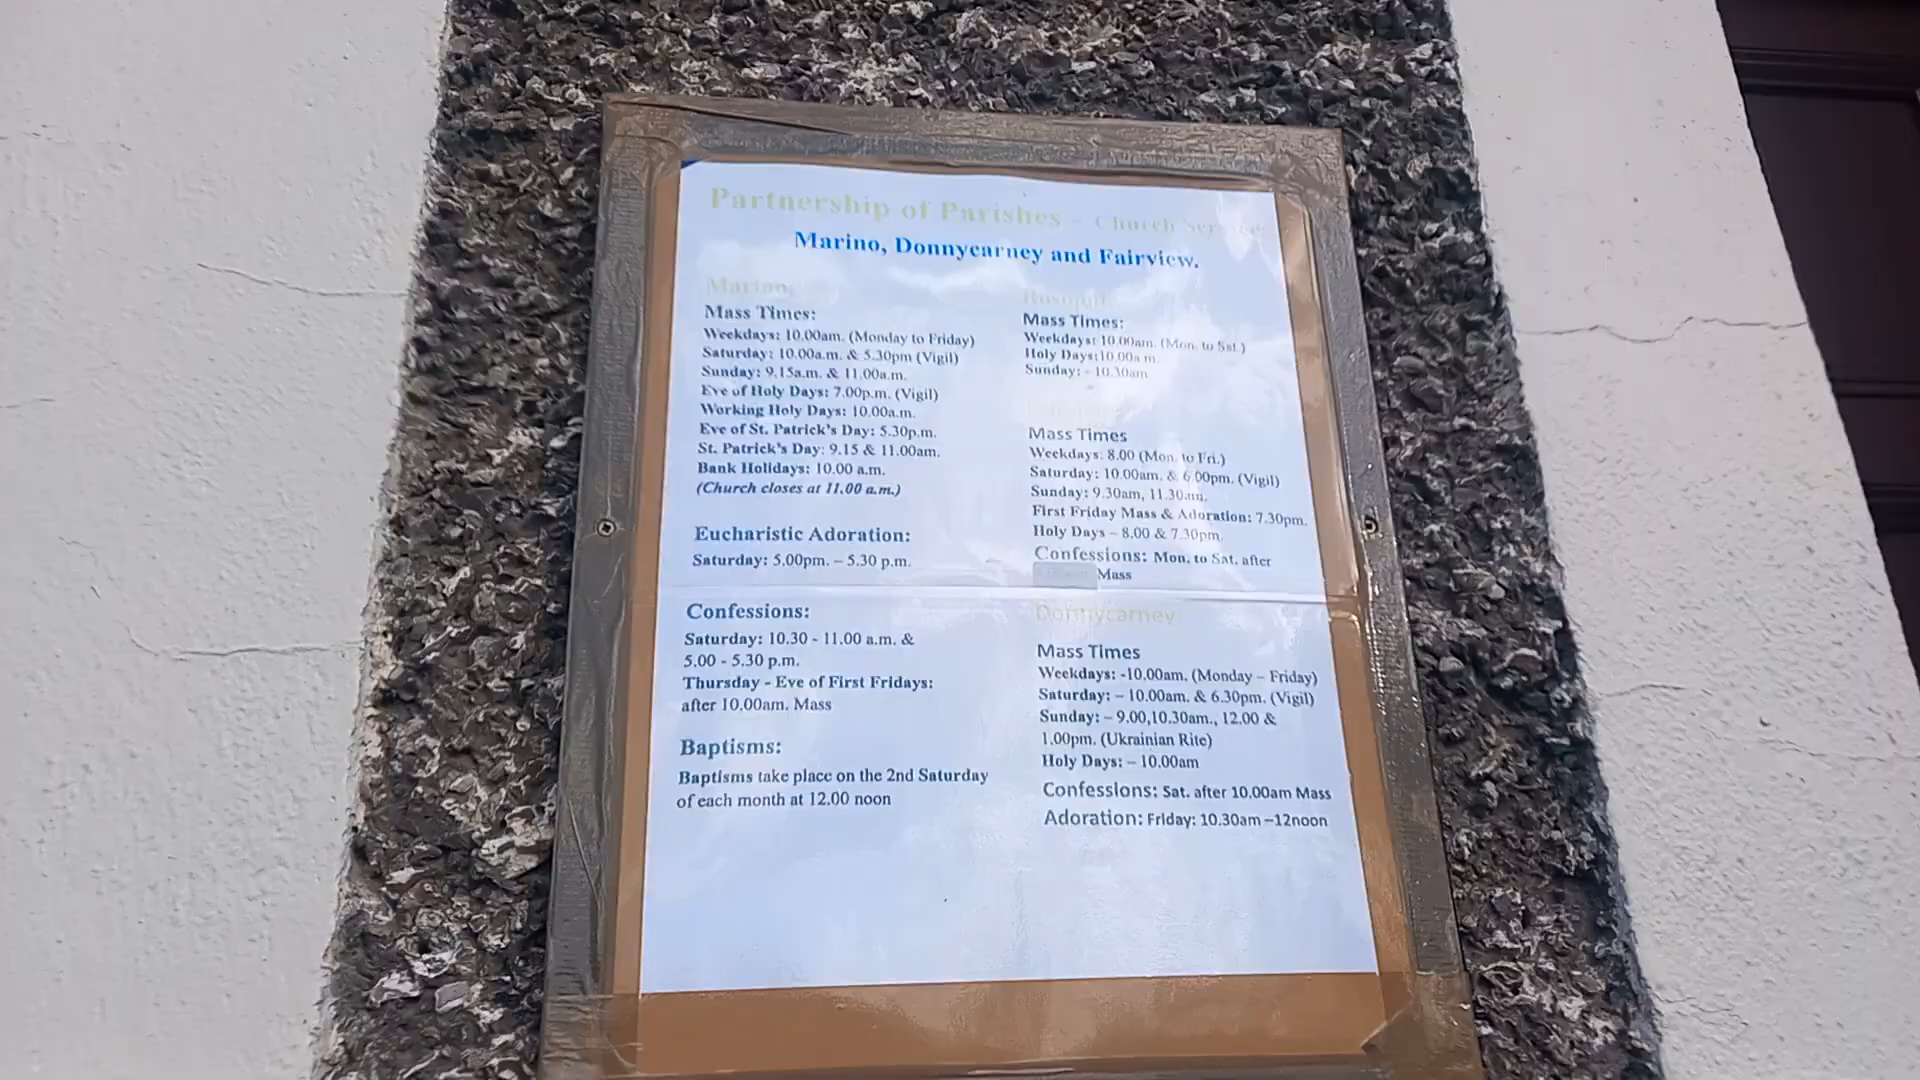 Partnership of Parishes - Church Services
Marino, Donnycarney and Fairview.
Marino
Mass Times:
Weekdays: 10.00am. (Monday to Friday)
Saturday: 10.00a.m. & 5.30pm (Vigil)
Sunday: 9.15a.m. & 11.00a.m.
Eve of Holy Days: 7.00p.m. (Vigil)
Working Holy Days: 10.00a.m.
Eve of St. Patrick's Day: 5.30p.m.
St. Patrick's Day: 9.15 & 11.00am.
Bank Holidays: 10.00 a.m.
(Church closes at 11.00 a.m.)
Eucharistic Adoration:
Saturday: 5.00pm. – 5.30 p.m.
Confessions:
Saturday: 10.30 - 11.00 a.m. &
5.00 - 5.30 p.m.
Thursday - Eve of First Fridays:
after 10.00am. Mass
Baptisms:
Baptisms take place on the 2nd Saturday
of each month at 12.00 noon
Mass Times:
Weekdays: 10.00am. (Mon. to Sat.)
Holy Days:10.00a.m.
Sunday: - 10.30am
Mass Times
Weekdays: 8.00 (Mon. to Fri.)
Saturday: 10.00am. & 6.00pm. (Vigil)
Sunday: 9.30am, 11.30am.
First Friday Mass & Adoration: 7.30pm.
Holy Days – 8.00 & 7.30pm.
Confessions: Mon. to Sat. after
Mass
Donnycarney
Mass Times
Weekdays: -10.00am. (Monday – Friday)
Saturday: – 10.00am. & 6.30pm. (Vigil)
Sunday: – 9.00,10.30am., 12.00 &
1.00pm. (Ukrainian Rite)
Holy Days: – 10.00am
Confessions: Sat. after 10.00am Mass
Adoration: Friday: 10.30am –12noon